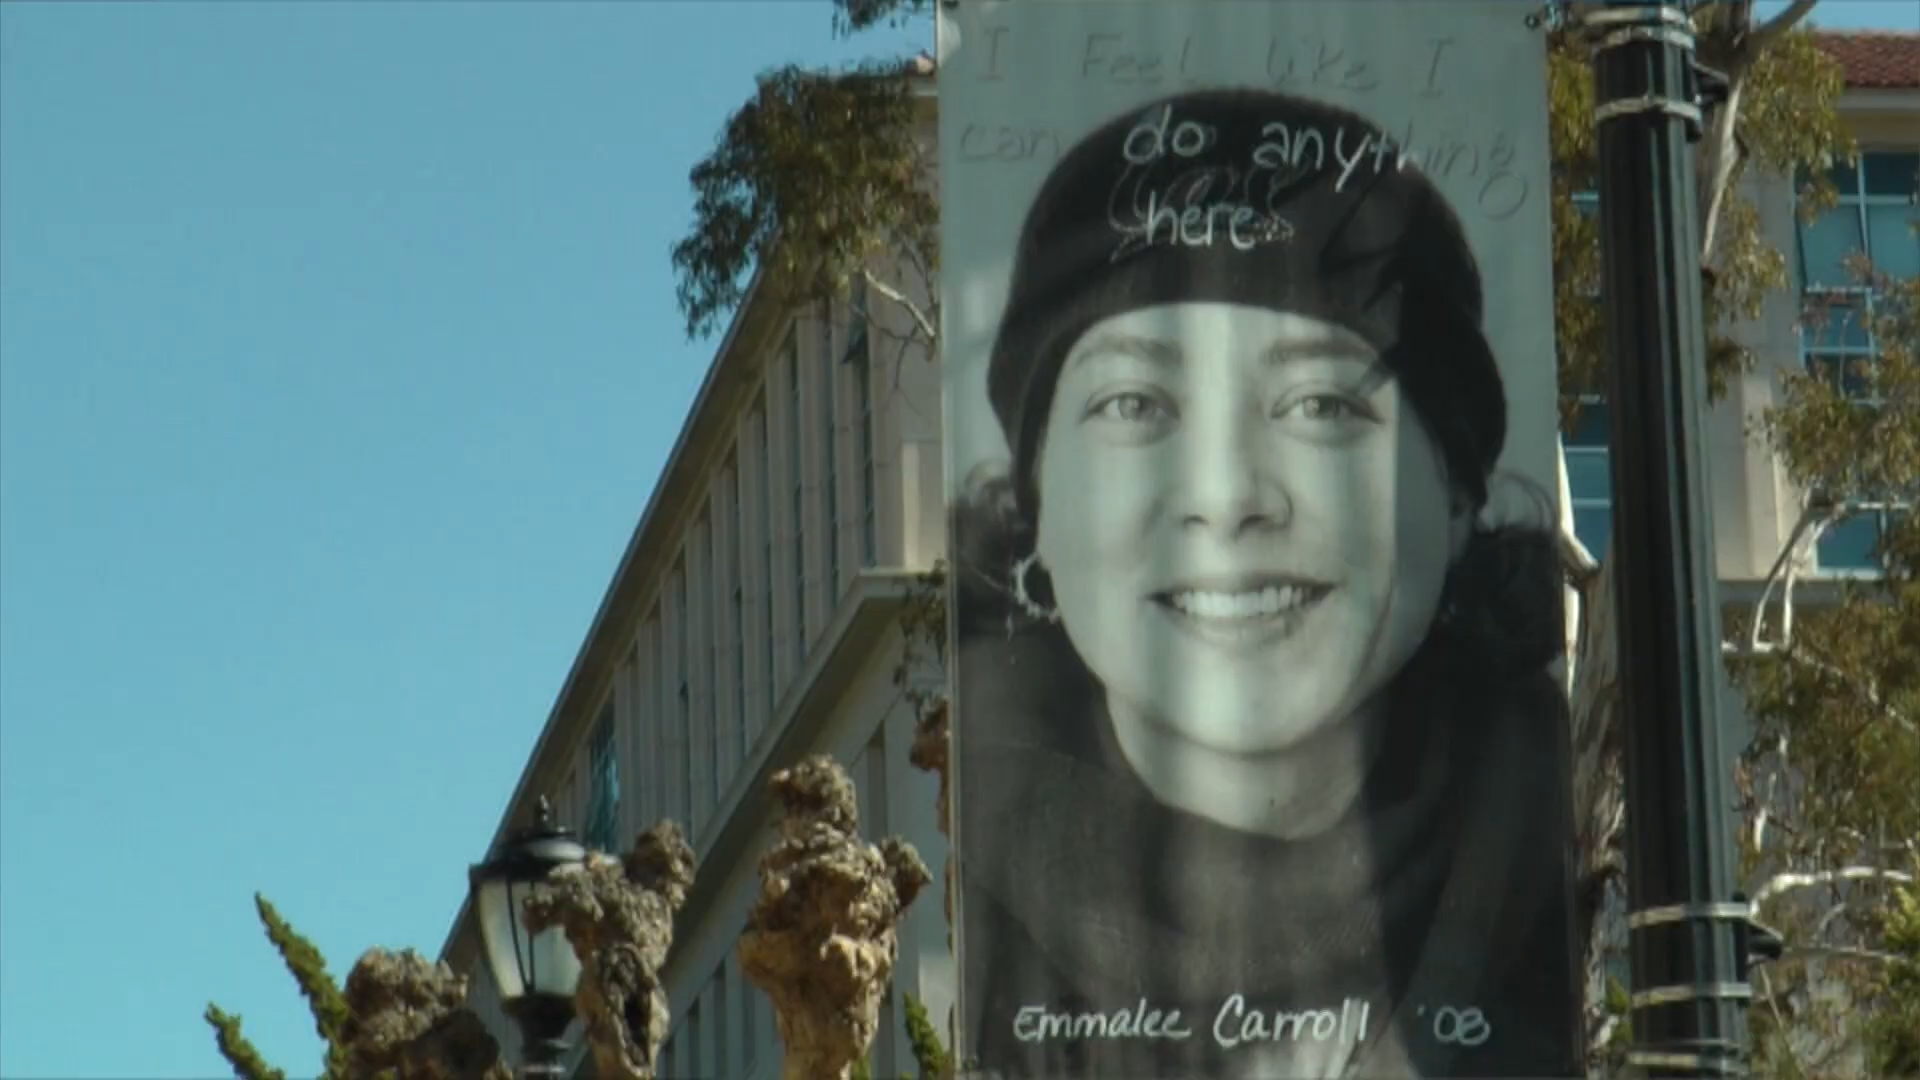 I Feel like I
can do anything
here.
Emmalee Carroll '08